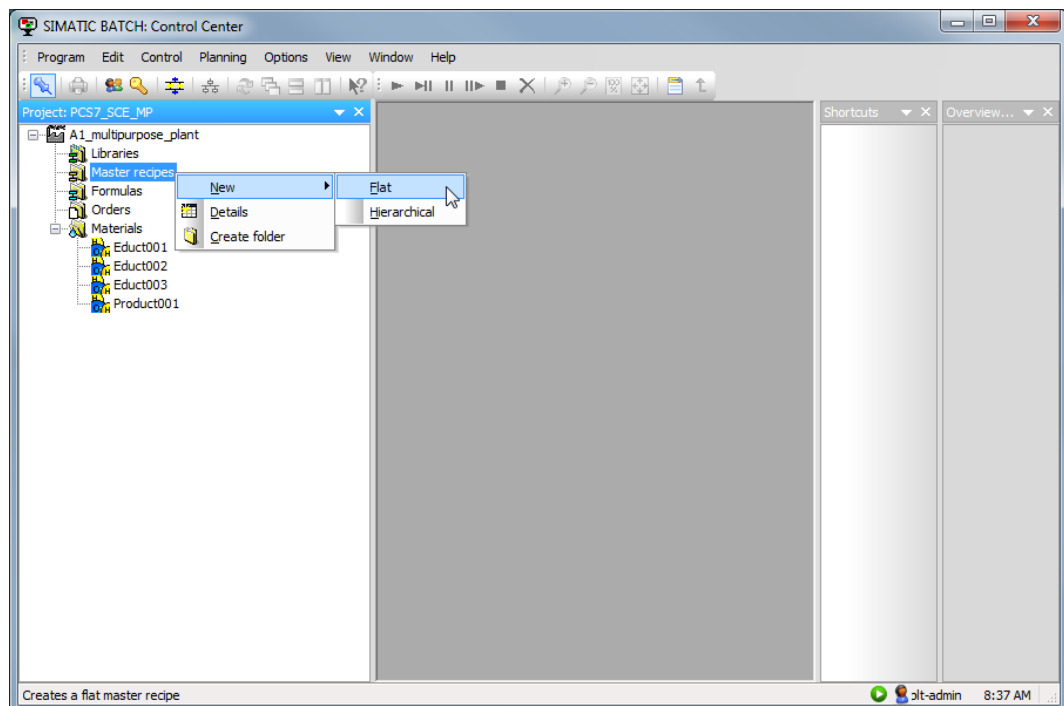 SIMATIC BATCH: Control Center
Program Edit Control Planning Options View Window Help
Project: PCS7_SCE_MP
Shortcuts
Overview...
A1_multipurpose_plant
Libraries
Master recipes
New
Flat
Formulas
Orders
Details
Hierarchical
Materials
Create folder
Educt001
Educt002
Educt003
Product001
Creates a flat master recipe
olt-admin 8:37 AM